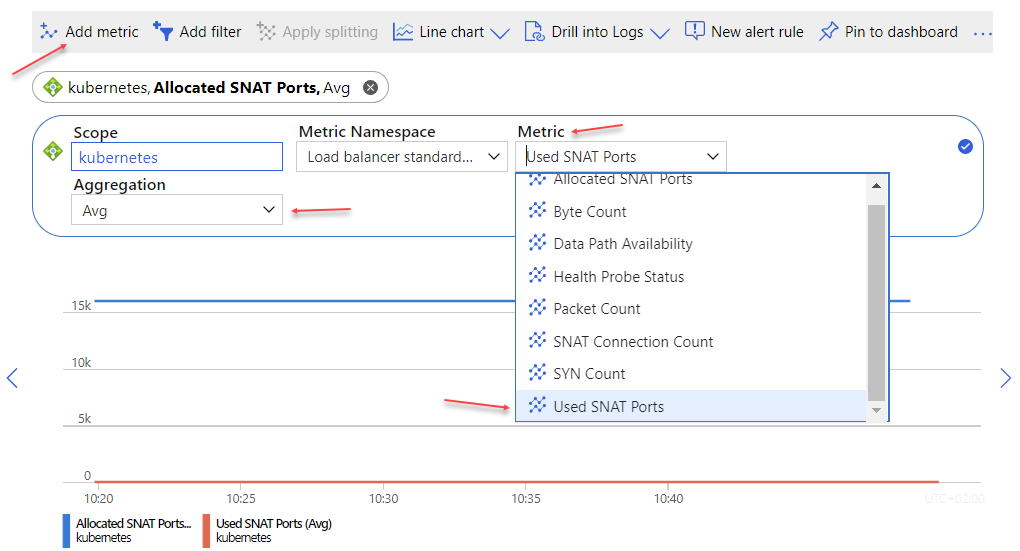 Add metric Add filter Apply splitting Line chart Drill into Logs New alert rule Pin to dashboard ...
kubernetes, Allocated SNAT Ports, Avg
Scope Metric Namespace Metric
kubernetes Load balancer standard... Used SNAT Ports
Aggregation
Avg
Allocated SNAT Ports
Byte Count
Data Path Availability
Health Probe Status
Packet Count
SNAT Connection Count
SYN Count
Used SNAT Ports
15k
10k
5k
0
10:20 10:25 10:30 10:35 10:40 UTC+02:00
Allocated SNAT Ports... Used SNAT Ports (Avg)
kubernetes kubernetes